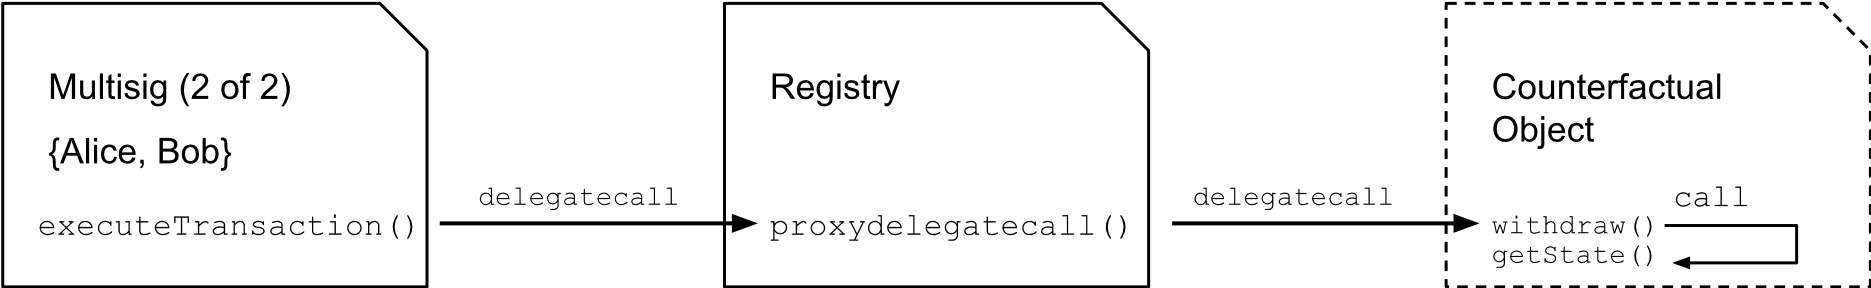 Multisig (2 of 2)
{Alice, Bob}
executeTransaction()
delegatecall
Registry
proxydelegatecall()
delegatecall
Counterfactual
Object
call
withdraw()
getState()